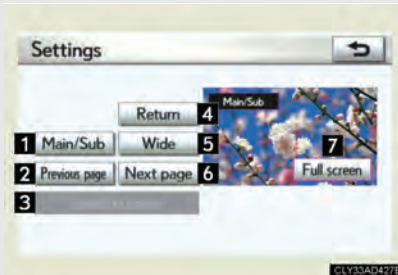 Settings
Main/Sub
Return 4
1 Main/Sub Wide 5
7
2 Previous page Next page 6 Full screen
3
CLY33AD427E